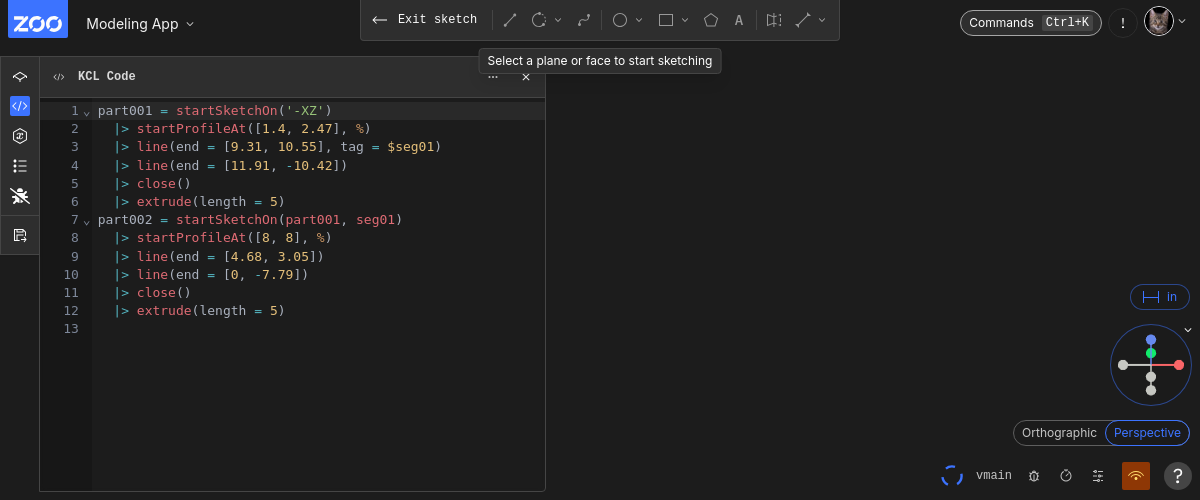 ZOO Modeling App
Exit sketch
A
Commands Ctrl+K
!
Select a plane or face to start sketching
KCL Code
1 part001 = startSketchOn('-XZ')
2 |> startProfileAt([1.4, 2.47], %)
3 |> line(end = [9.31, 10.55], tag = $seg01)
4 |> line(end = [11.91, -10.42])
5 |> close()
6 |> extrude(length = 5)
7 part002 = startSketchOn(part001, seg01)
8 |> startProfileAt([8, 8], %)
9 |> line(end = [4.68, 3.05])
10 |> line(end = [0, -7.79])
11 |> close()
12 |> extrude(length = 5)
13
in
Orthographic Perspective
vmain
?